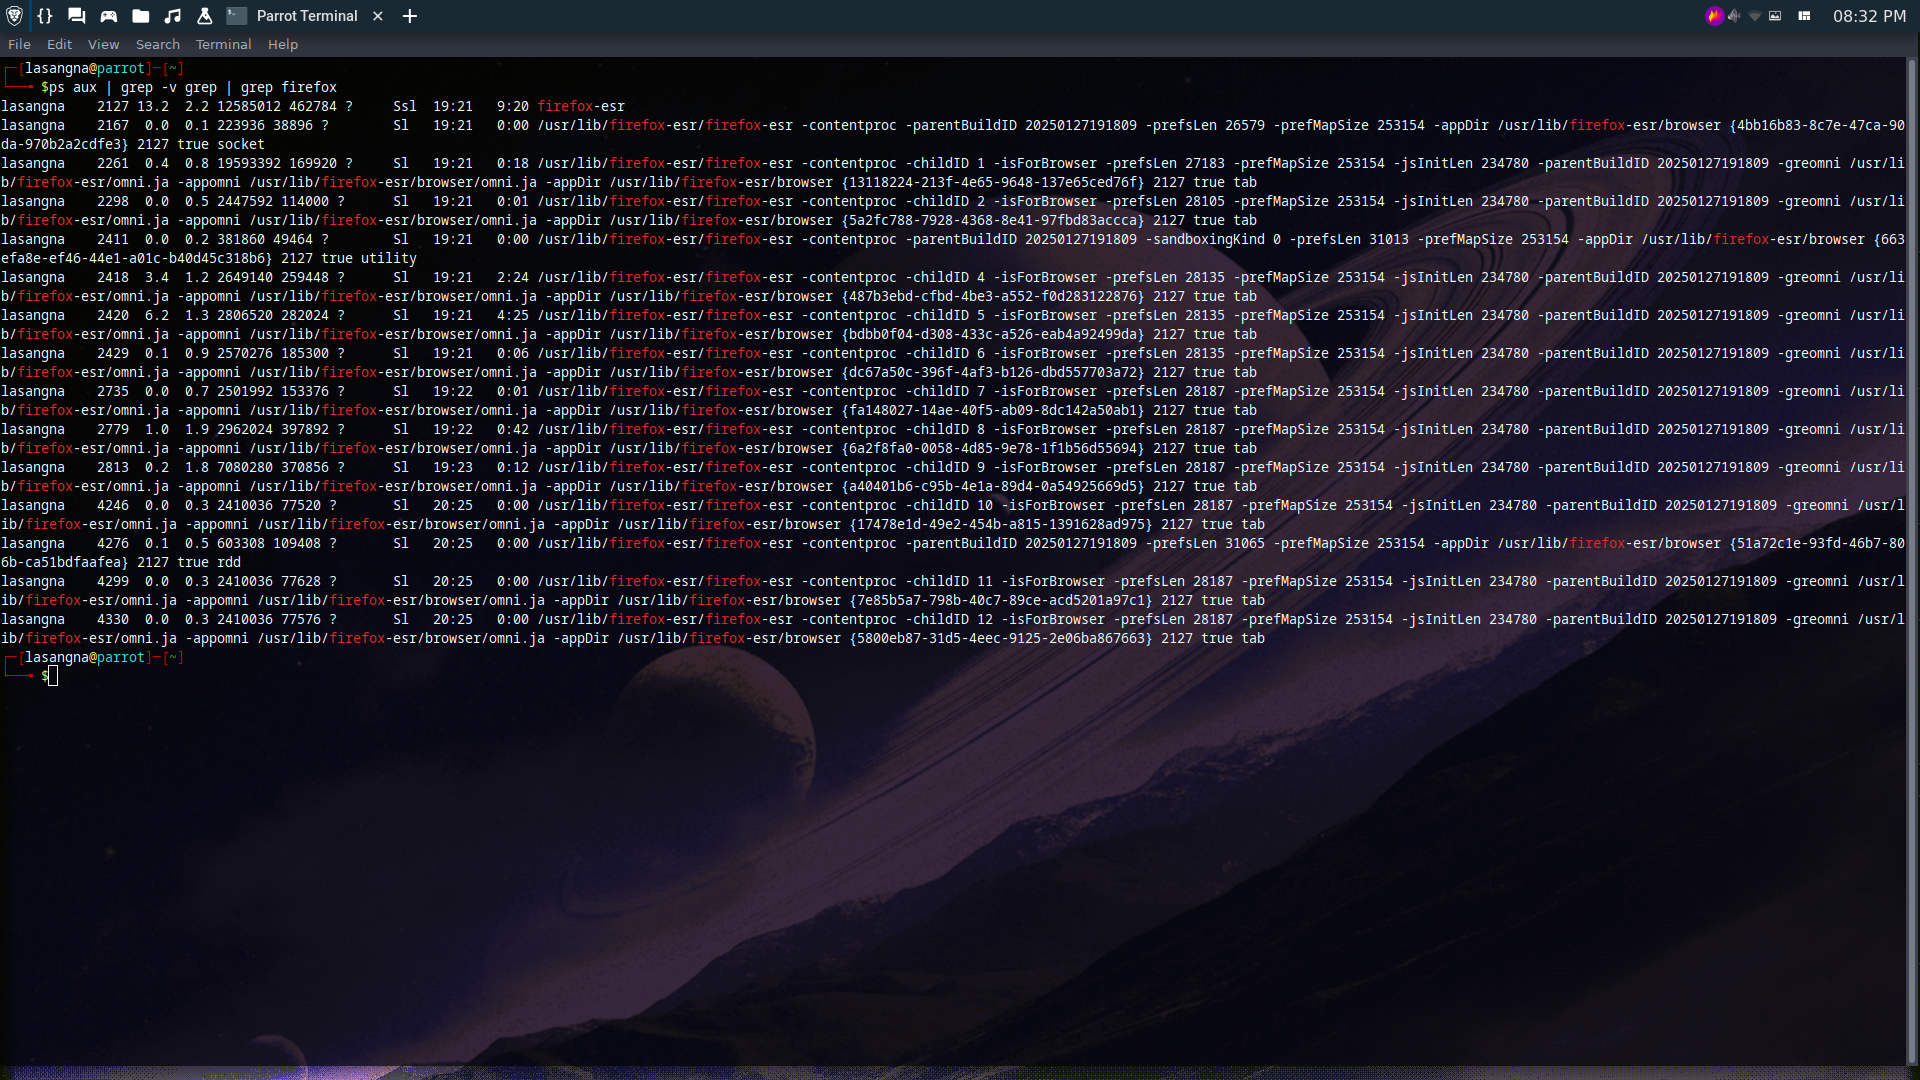 Parrot Terminal
08:32 PM
File Edit View Search Terminal Help
[lasangna@parrot]─[~]
$ps aux | grep -v grep | grep firefox
lasangna    2127 13.2  2.2 12585012 462784 ?     Ssl  19:21   9:20 firefox-esr
lasangna    2167  0.0  0.1 223936 38896 ?        Sl   19:21   0:00 /usr/lib/firefox-esr/firefox-esr -contentproc -parentBuildID 20250127191809 -prefsLen 26579 -prefMapSize 253154 -appDir /usr/lib/firefox-esr/browser {4bb16b83-8c7e-47ca-90
da-970b2a2cdfe3} 2127 true socket
lasangna    2261  0.4  0.8 19593392 169920 ?     Sl   19:21   0:18 /usr/lib/firefox-esr/firefox-esr -contentproc -childID 1 -isForBrowser -prefsLen 27183 -prefMapSize 253154 -jsInitLen 234780 -parentBuildID 20250127191809 -greomni /usr/li
b/firefox-esr/omni.ja -appomni /usr/lib/firefox-esr/browser/omni.ja -appDir /usr/lib/firefox-esr/browser {13118224-213f-4e65-9648-137e65ced76f} 2127 true tab
lasangna    2298  0.0  0.5 2447592 114000 ?      Sl   19:21   0:01 /usr/lib/firefox-esr/firefox-esr -contentproc -childID 2 -isForBrowser -prefsLen 28105 -prefMapSize 253154 -jsInitLen 234780 -parentBuildID 20250127191809 -greomni /usr/li
b/firefox-esr/omni.ja -appomni /usr/lib/firefox-esr/browser/omni.ja -appDir /usr/lib/firefox-esr/browser {5a2fc788-7928-4368-8e41-97fbd83accca} 2127 true tab
lasangna    2411  0.0  0.2 381860 49464 ?        Sl   19:21   0:00 /usr/lib/firefox-esr/firefox-esr -contentproc -parentBuildID 20250127191809 -sandboxingKind 0 -prefsLen 31013 -prefMapSize 253154 -appDir /usr/lib/firefox-esr/browser {663
efa8e-ef46-44e1-a01c-b40d45c318b6} 2127 true utility
lasangna    2418  3.4  1.2 2649140 259448 ?      Sl   19:21   2:24 /usr/lib/firefox-esr/firefox-esr -contentproc -childID 4 -isForBrowser -prefsLen 28135 -prefMapSize 253154 -jsInitLen 234780 -parentBuildID 20250127191809 -greomni /usr/li
b/firefox-esr/omni.ja -appomni /usr/lib/firefox-esr/browser/omni.ja -appDir /usr/lib/firefox-esr/browser {487b3ebd-cfbd-4be3-a552-f0d283122876} 2127 true tab
lasangna    2420  6.2  1.3 2806520 282024 ?      Sl   19:21   4:25 /usr/lib/firefox-esr/firefox-esr -contentproc -childID 5 -isForBrowser -prefsLen 28135 -prefMapSize 253154 -jsInitLen 234780 -parentBuildID 20250127191809 -greomni /usr/li
b/firefox-esr/omni.ja -appomni /usr/lib/firefox-esr/browser/omni.ja -appDir /usr/lib/firefox-esr/browser {bdbb0f04-d308-433c-a526-eab4a92499da} 2127 true tab
lasangna    2429  0.1  0.9 2570276 185300 ?      Sl   19:21   0:06 /usr/lib/firefox-esr/firefox-esr -contentproc -childID 6 -isForBrowser -prefsLen 28135 -prefMapSize 253154 -jsInitLen 234780 -parentBuildID 20250127191809 -greomni /usr/li
b/firefox-esr/omni.ja -appomni /usr/lib/firefox-esr/browser/omni.ja -appDir /usr/lib/firefox-esr/browser {dc67a50c-396f-4af3-b126-dbd557703a72} 2127 true tab
lasangna    2735  0.0  0.7 2501992 153376 ?      Sl   19:22   0:01 /usr/lib/firefox-esr/firefox-esr -contentproc -childID 7 -isForBrowser -prefsLen 28187 -prefMapSize 253154 -jsInitLen 234780 -parentBuildID 20250127191809 -greomni /usr/li
b/firefox-esr/omni.ja -appomni /usr/lib/firefox-esr/browser/omni.ja -appDir /usr/lib/firefox-esr/browser {fa148027-14ae-40f5-ab09-8dc142a50ab1} 2127 true tab
lasangna    2779  1.0  1.9 2962024 397892 ?      Sl   19:22   0:42 /usr/lib/firefox-esr/firefox-esr -contentproc -childID 8 -isForBrowser -prefsLen 28187 -prefMapSize 253154 -jsInitLen 234780 -parentBuildID 20250127191809 -greomni /usr/li
b/firefox-esr/omni.ja -appomni /usr/lib/firefox-esr/browser/omni.ja -appDir /usr/lib/firefox-esr/browser {6a2f8fa0-0058-4d85-9e78-1f1b56d55694} 2127 true tab
lasangna    2813  0.2  1.8 7080280 370856 ?      Sl   19:23   0:12 /usr/lib/firefox-esr/firefox-esr -contentproc -childID 9 -isForBrowser -prefsLen 28187 -prefMapSize 253154 -jsInitLen 234780 -parentBuildID 20250127191809 -greomni /usr/li
b/firefox-esr/omni.ja -appomni /usr/lib/firefox-esr/browser/omni.ja -appDir /usr/lib/firefox-esr/browser {a40401b6-c95b-4e1a-89d4-0a54925669d5} 2127 true tab
lasangna    4246  0.0  0.3 2410036 77520 ?       Sl   20:25   0:00 /usr/lib/firefox-esr/firefox-esr -contentproc -childID 10 -isForBrowser -prefsLen 28187 -prefMapSize 253154 -jsInitLen 234780 -parentBuildID 20250127191809 -greomni /usr/l
ib/firefox-esr/omni.ja -appomni /usr/lib/firefox-esr/browser/omni.ja -appDir /usr/lib/firefox-esr/browser {17478e1d-49e2-454b-a815-1391628ad975} 2127 true tab
lasangna    4276  0.1  0.5 603308 109408 ?       Sl   20:25   0:00 /usr/lib/firefox-esr/firefox-esr -contentproc -parentBuildID 20250127191809 -prefsLen 31065 -prefMapSize 253154 -appDir /usr/lib/firefox-esr/browser {51a72c1e-93fd-46b7-80
6b-ca51bdfaafea} 2127 true rdd
lasangna    4299  0.0  0.3 2410036 77628 ?       Sl   20:25   0:00 /usr/lib/firefox-esr/firefox-esr -contentproc -childID 11 -isForBrowser -prefsLen 28187 -prefMapSize 253154 -jsInitLen 234780 -parentBuildID 20250127191809 -greomni /usr/l
ib/firefox-esr/omni.ja -appomni /usr/lib/firefox-esr/browser/omni.ja -appDir /usr/lib/firefox-esr/browser {7e85b5a7-798b-40c7-89ce-acd5201a97c1} 2127 true tab
lasangna    4330  0.0  0.3 2410036 77576 ?       Sl   20:25   0:00 /usr/lib/firefox-esr/firefox-esr -contentproc -childID 12 -isForBrowser -prefsLen 28187 -prefMapSize 253154 -jsInitLen 234780 -parentBuildID 20250127191809 -greomni /usr/l
ib/firefox-esr/omni.ja -appomni /usr/lib/firefox-esr/browser/omni.ja -appDir /usr/lib/firefox-esr/browser {5800eb87-31d5-4eec-9125-2e06ba867663} 2127 true tab
[lasangna@parrot]─[~]
$